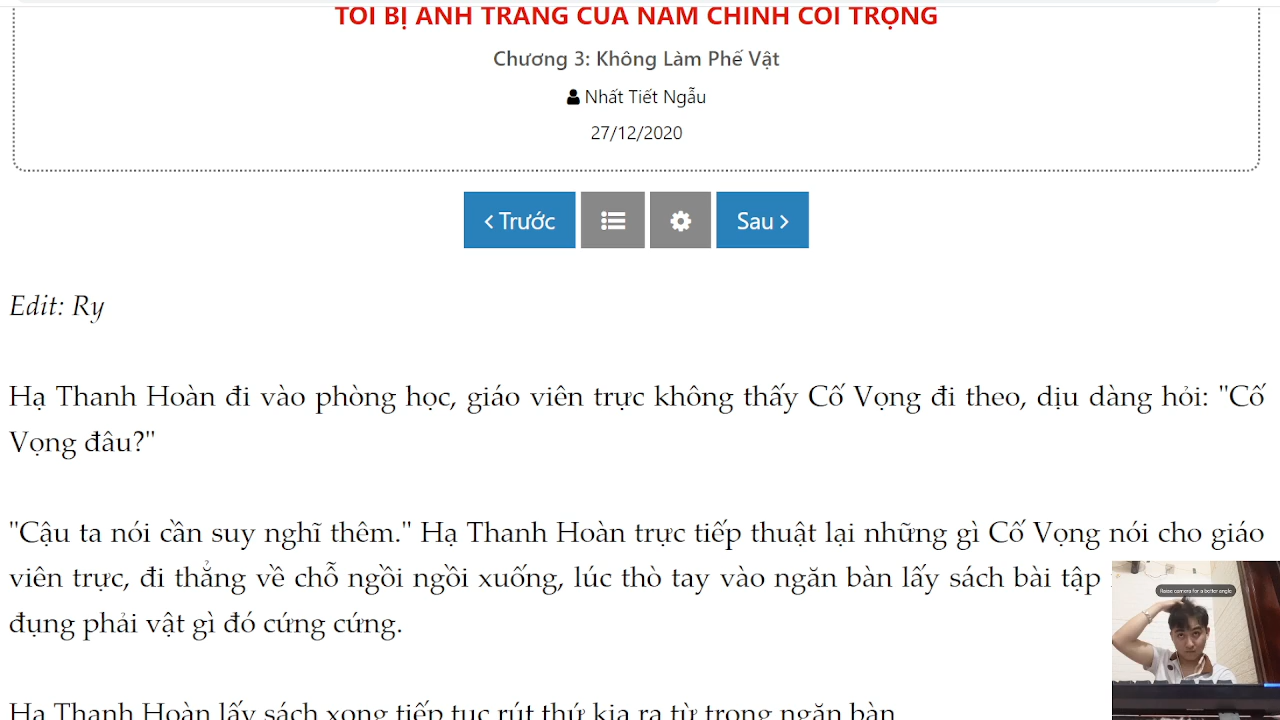 TÔI BỊ ÁNH TRĂNG CỦA NAM CHÍNH COI TRỌNG
Chương 3: Không Làm Phế Vật
Nhất Tiết Ngẫu
27/12/2020
Trước
Sau
Edit: Ry
Hạ Thanh Hoàn đi vào phòng học, giáo viên trực không thấy Cố Vọng đi theo, dịu dàng hỏi: "Cố
Vọng đâu?"
"Cậu ta nói cần suy nghĩ thêm." Hạ Thanh Hoàn trực tiếp thuật lại những gì Cố Vọng nói cho giáo
viên trực, đi thẳng về chỗ ngồi ngồi xuống, lúc thò tay vào ngăn bàn lấy sách bài tập
đụng phải vật gì đó cứng cứng.
Raise camera for a better angle
Hạ Thanh Hoàn lấy sách xong tiếp tục rút thứ kia ra từ trong ngăn bàn